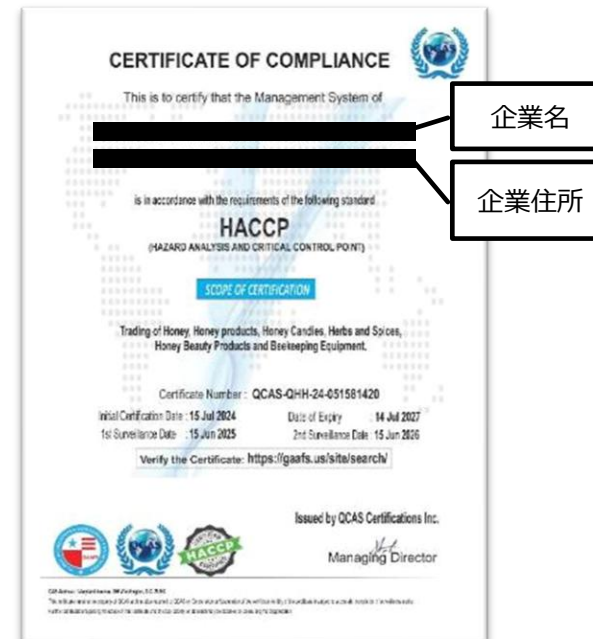 CERTIFICATE OF COMPLIANCE
QCAS
This is to certify that the Management System of
企業名
企業住所
is in accordance with the requirements of the following standard
HACCP
(HAZARD ANALYSIS AND CRITICAL CONTROL POINT)
SCOPE OF CERTIFICATION
Trading of Honey, Honey products, Honey Candies, Herbs and Spices,
Honey Beauty Products and Beekeeping Equipment.
Certificate Number : QCAS-QHH-24-051581420
Initial Certification Date : 15 Jul 2024 Date of Expiry : 14 Jul 2027
1st Surveillance Date : 15 Jun 2025 2nd Surveillance Date : 15 Jun 2026
Verify the Certificate: https://gaafs.us/site/search/
Issued by QCAS Certifications Inc.
QCAS
HACCP
Managing Director